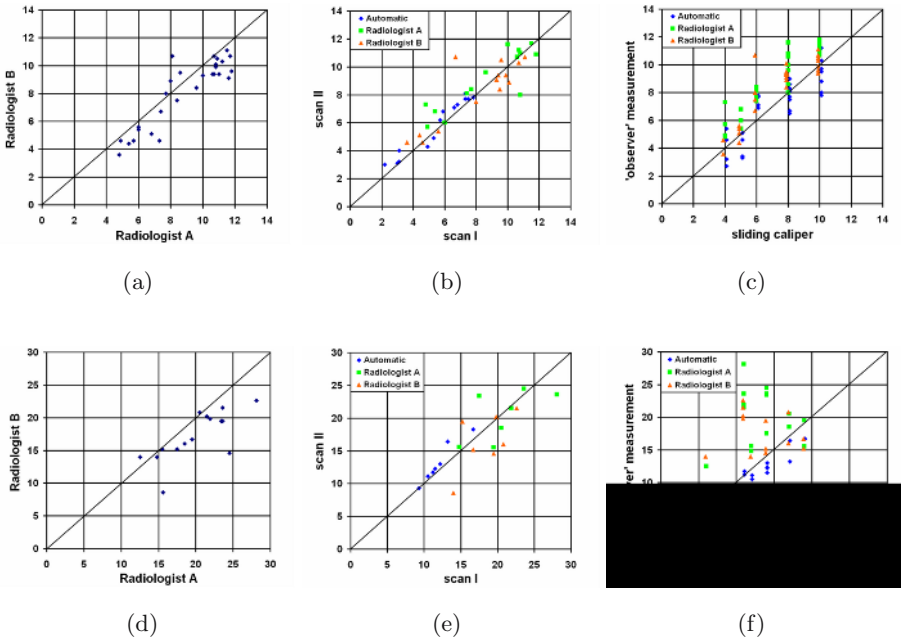 14
12
10
8
6
4
2
0
Radiologist B
0 2 4 6 8 10 12 14
Radiologist A
(a)
14
12
10
8
6
4
2
0
scan II
Automatic
Radiologist A
Radiologist B
0 2 4 6 8 10 12 14
scan I
(b)
14
12
10
8
6
4
2
0
'observer' measurement
Automatic
Radiologist A
Radiologist B
0 2 4 6 8 10 12 14
sliding caliper
(c)
30
25
20
15
10
5
0
Radiologist B
0 5 10 15 20 25 30
Radiologist A
(d)
30
25
20
15
10
5
0
scan II
Automatic
Radiologist A
Radiologist B
0 5 10 15 20 25 30
scan I
(e)
30
25
20
15
10
measurement
Automatic
Radiologist A
Radiologist B
(f)